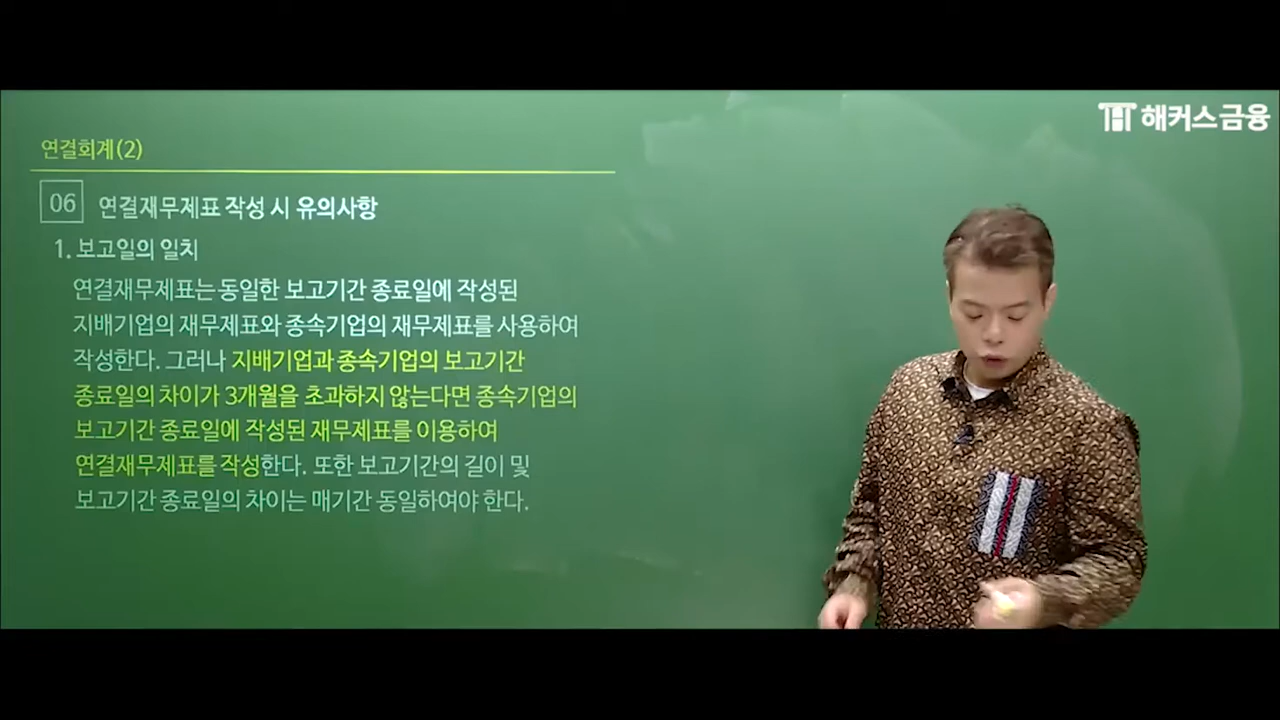 해커스금융
연결회계(2)
06 연결재무제표 작성 시 유의사항
1. 보고일의 일치
연결재무제표는 동일한 보고기간 종료일에 작성된
지배기업의 재무제표와 종속기업의 재무제표를 사용하여
작성한다. 그러나 지배기업과 종속기업의 보고기간
종료일의 차이가 3개월을 초과하지 않는다면 종속기업의
보고기간 종료일에 작성된 재무제표를 이용하여
연결재무제표를 작성한다. 또한 보고기간의 길이 및
보고기간 종료일의 차이는 매기간 동일하여야 한다.